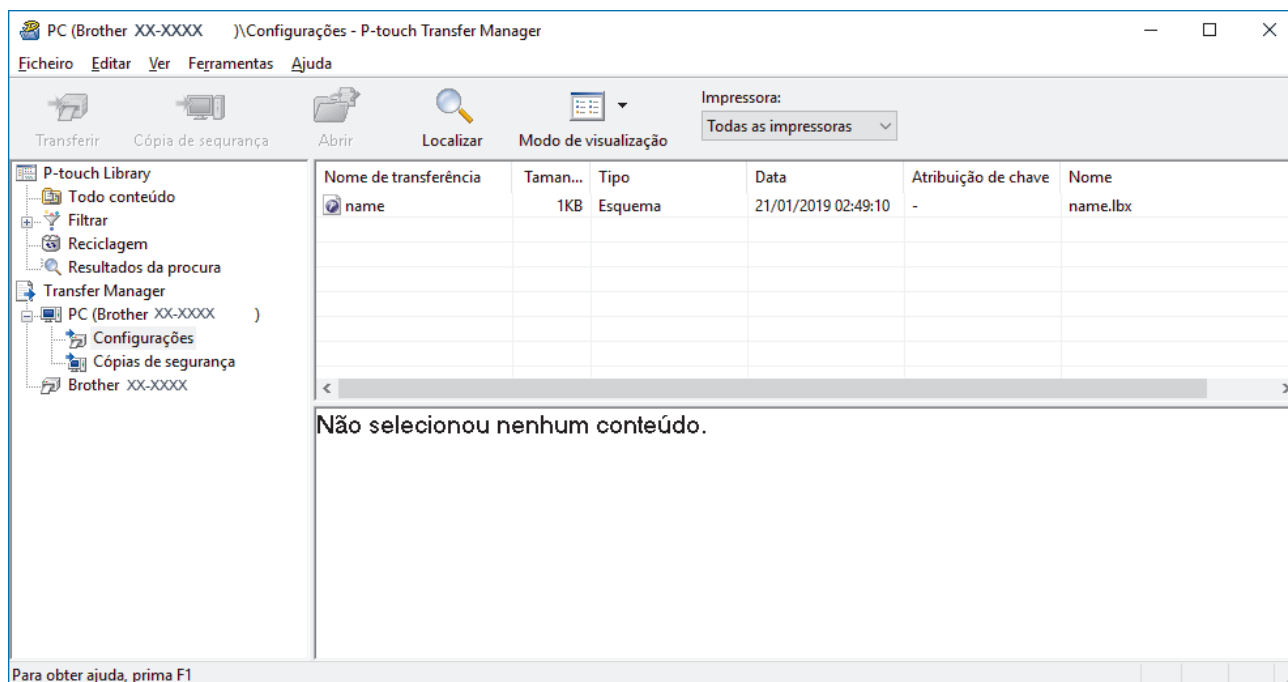 PC (Brother XX-XXXX )\Configurações - P-touch Transfer Manager
Ficheiro Editar Ver Ferramentas Ajuda
Impressora:
Todas as impressoras
Transferir Cópia de segurança Abrir Localizar Modo de visualização
P-touch Library
Todo conteúdo
Filtrar
Reciclagem
Resultados da procura
Transfer Manager
PC (Brother XX-XXXX )
Configurações
Cópias de segurança
Brother XX-XXXX
Nome de transferência Taman... Tipo Data Atribuição de chave Nome
name 1KB Esquema 21/01/2019 02:49:10 - name.lbx
Não selecionou nenhum conteúdo.
Para obter ajuda, prima F1